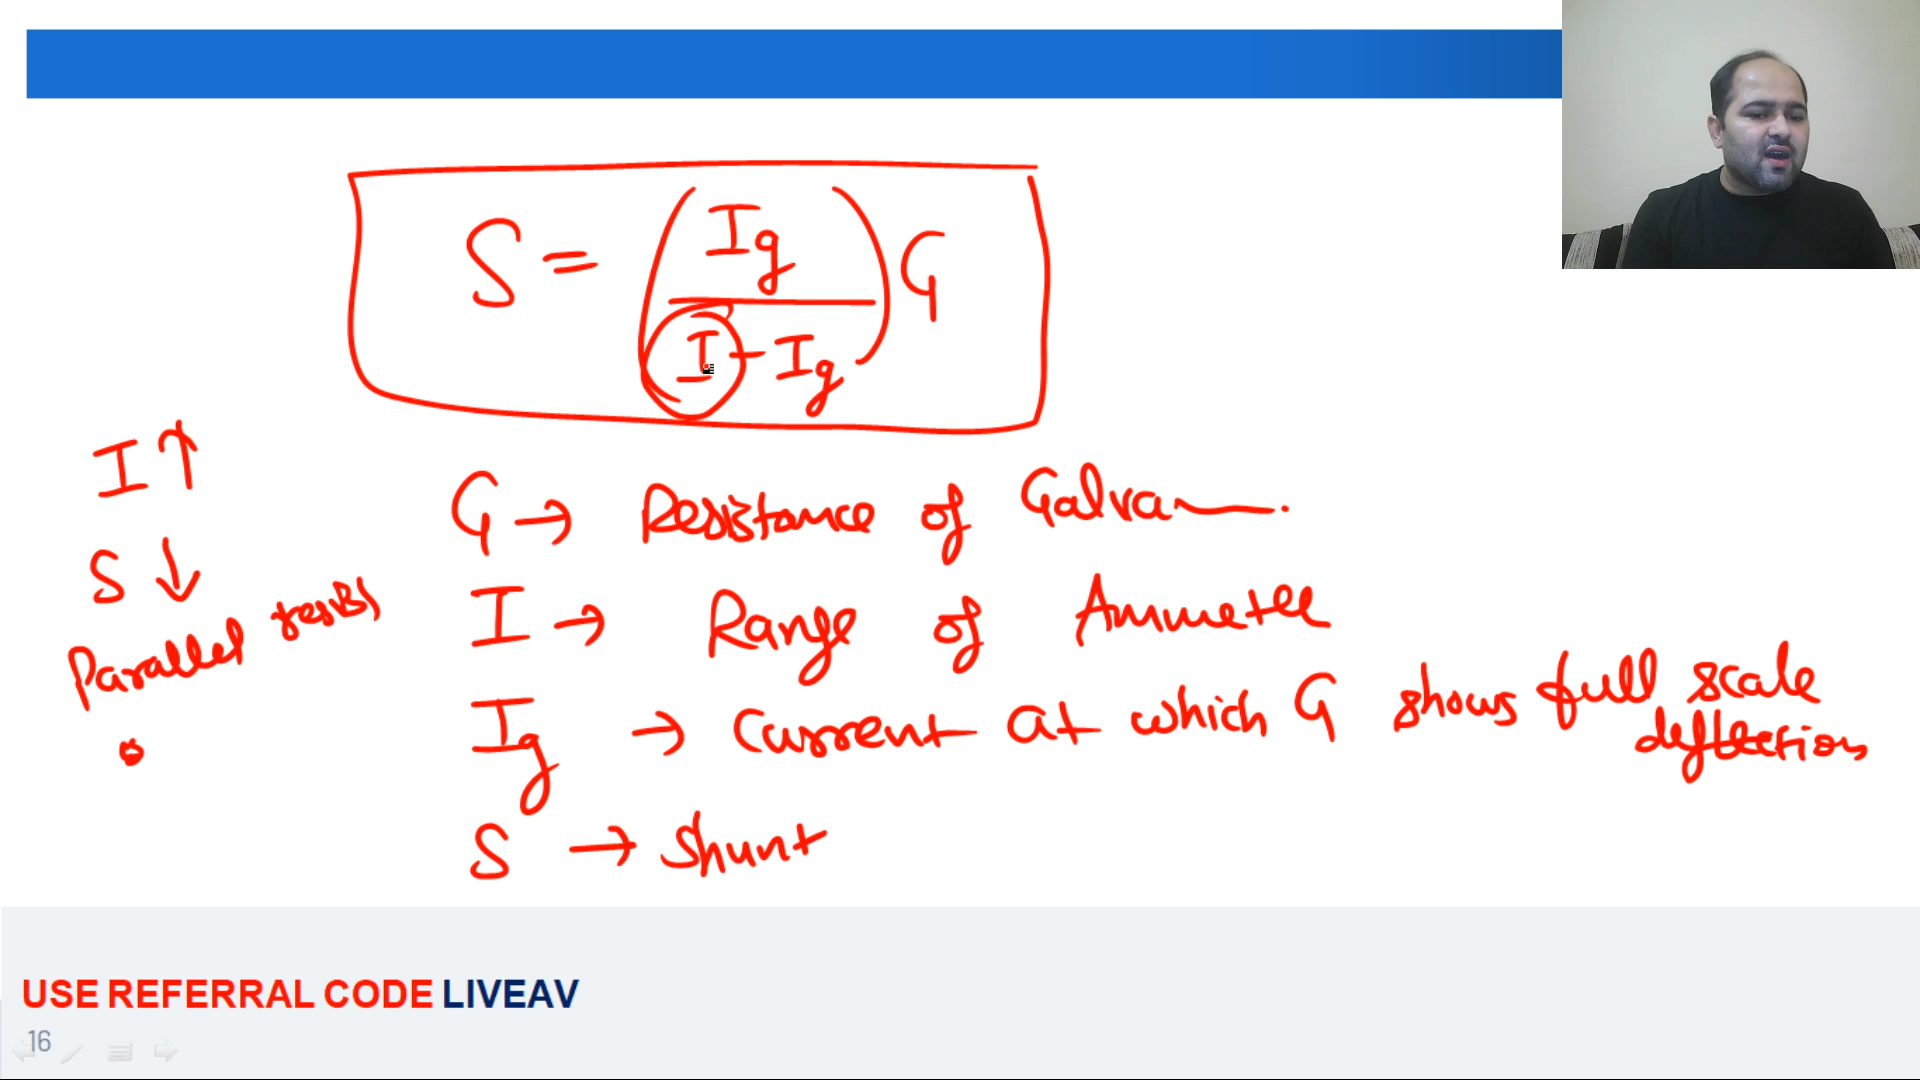 S = (Ig / I - Ig) G
I ↑
S ↓
Parallel
G → Resistance of Galva
I → Range of Ammeter
Ig → Current at which G shows full scale
deflection
S → Shunt
USE REFERRAL CODE LIVEAV
16